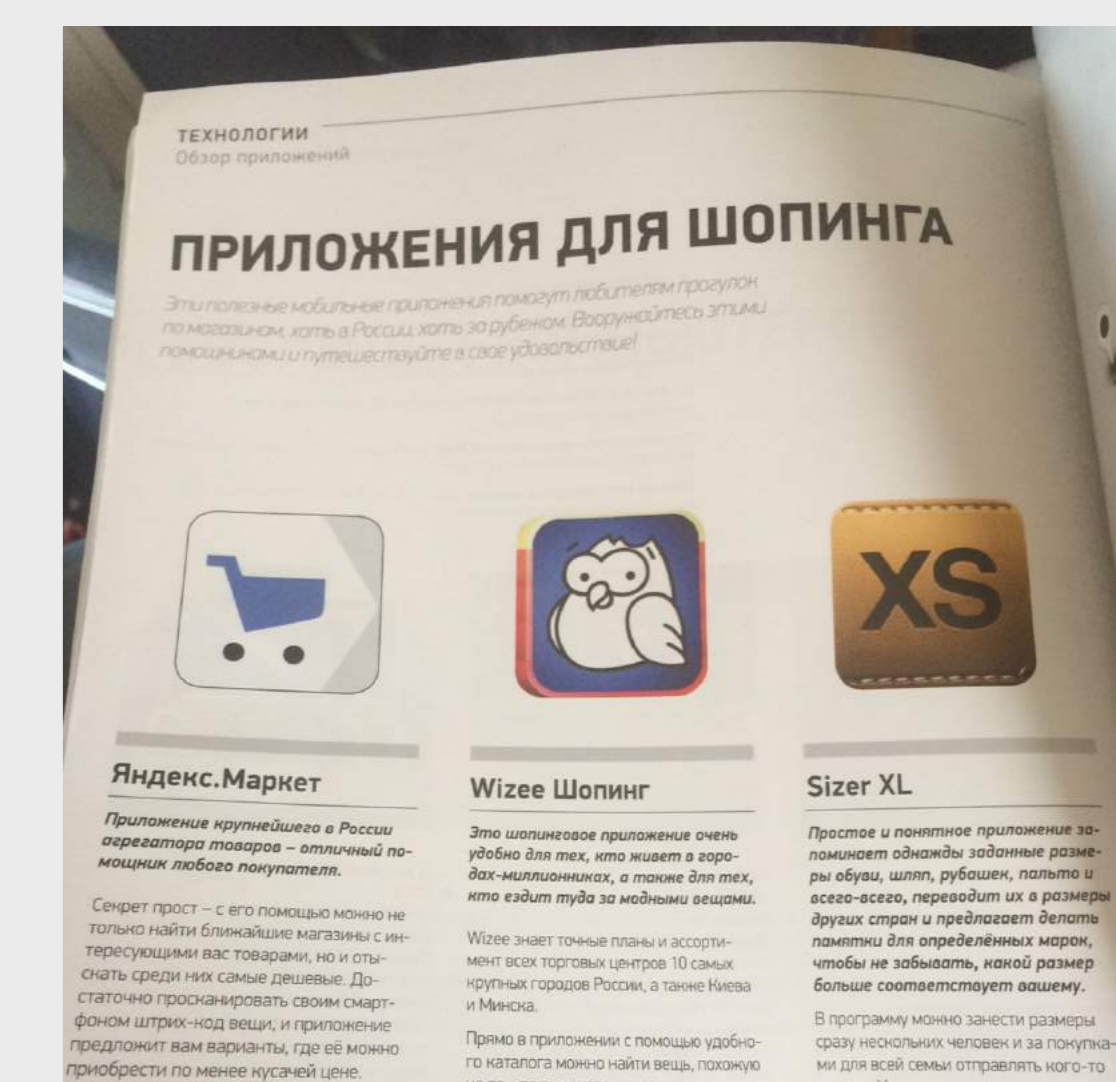 ТЕХНОЛОГИИ
Обзор приложений
ПРИЛОЖЕНИЯ ДЛЯ ШОПИНГА
Эти полезные мобильные приложения помогут любителям прогулок
по магазинам, хоть в России, хоть за рубежом. Вооружайтесь этими
помощниками и путешествуйте в свое удовольствие!
XS
Яндекс.Маркет
Приложение крупнейшего в России
агрегатора товаров – отличный по-
мощник любого покупателя.
Секрет прост – с его помощью можно не
только найти ближайшие магазины с ин-
тересующими вас товарами, но и оты-
скать среди них самые дешевые. До-
статочно просканировать своим смарт-
фоном штрих-код вещи, и приложение
предложит вам варианты, где её можно
приобрести по менее кусачей цене.
Wizee Шопинг
Это шопинговое приложение очень
удобно для тех, кто живет в горо-
дах-миллионниках, а также для тех,
кто ездит туда за модными вещами.
Wizee знает точные планы и ассорти-
мент всех торговых центров 10 самых
крупных городов России, а также Киева
и Минска.
Прямо в приложении с помощью удобно-
го каталога можно найти вещь, похожую
Sizer XL
Простое и понятное приложение за-
поминает однажды заданные разме-
ры обуви, шляп, рубашек, пальто и
всего-всего, переводит их в размеры
других стран и предлагает делать
памятки для определённых марок,
чтобы не забывать, какой размер
больше соответствует вашему.
В программу можно занести размеры
сразу нескольких человек и за покупка-
ми для всей семьи отправлять кого-то